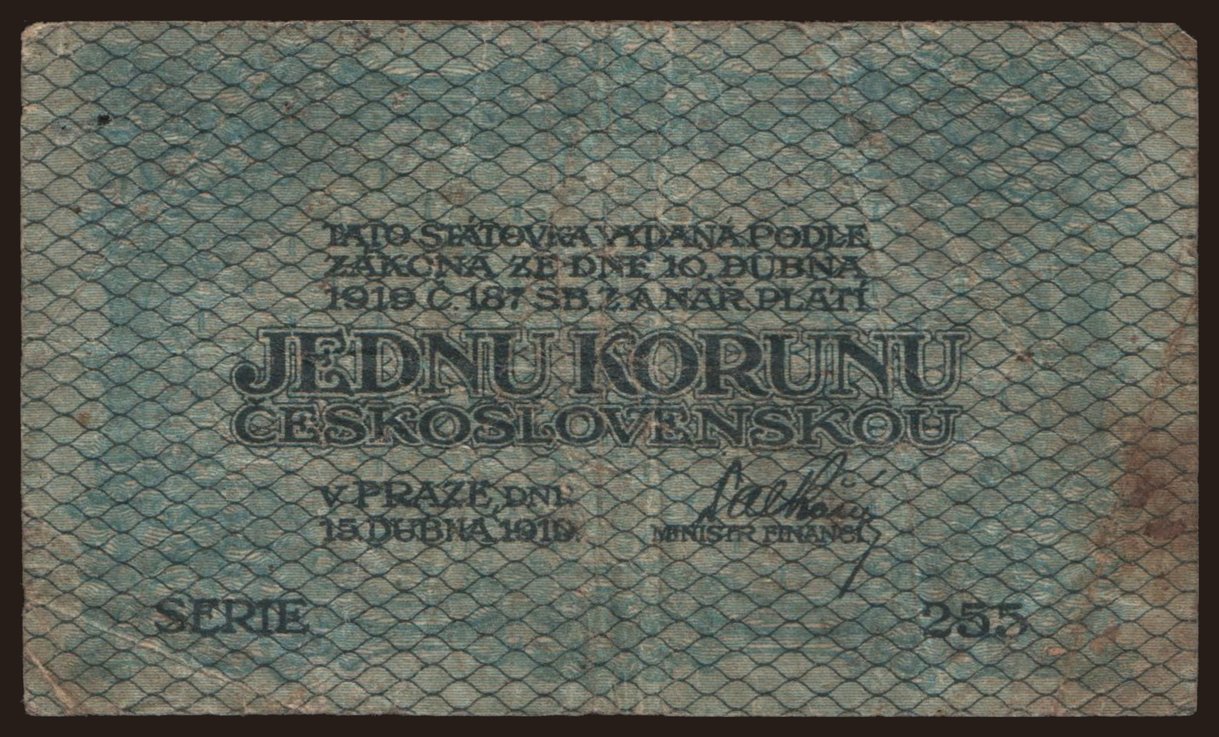 TATO STÁTOVKA VYDANÁ PODLE
ZÁKONA ZE DNE 10. DUBNA
1919 Č. 187 SB. Z. A NAŘ. PLATÍ
JEDNU KORUNU
ČESKOSLOVENSKOU
V PRAZE, DNE
15. DUBNA 1919.
MINISTR FINANCÍ,
SERIE 255